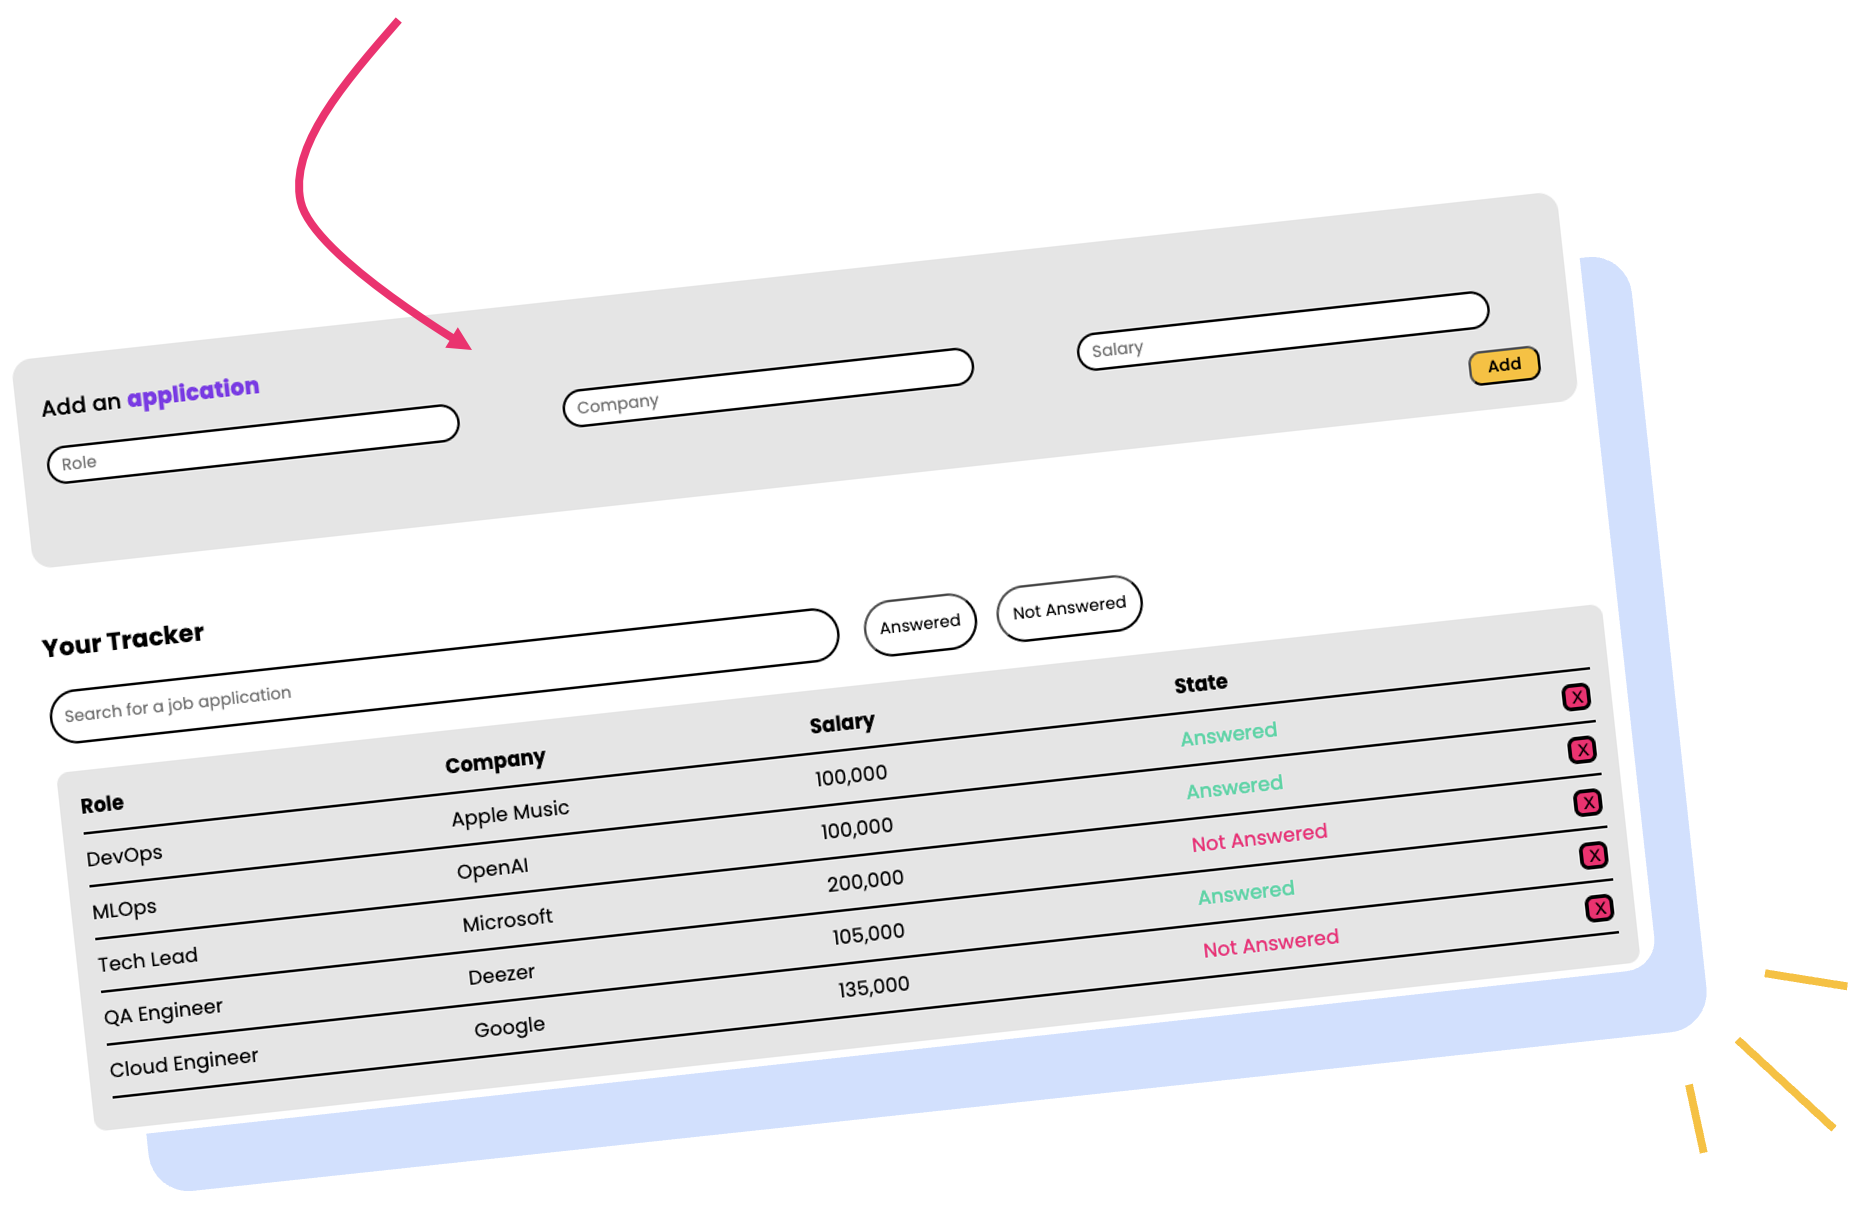 Add an application
Role
Company
Salary
Add
Your Tracker
Search for a job application
Answered
Not Answered
Role Company Salary State
DevOps Apple Music 100,000 Answered X
MLOps OpenAI 100,000 Answered X
Tech Lead Microsoft 200,000 Not Answered X
QA Engineer Deezer 105,000 Answered X
Cloud Engineer Google 135,000 Not Answered X